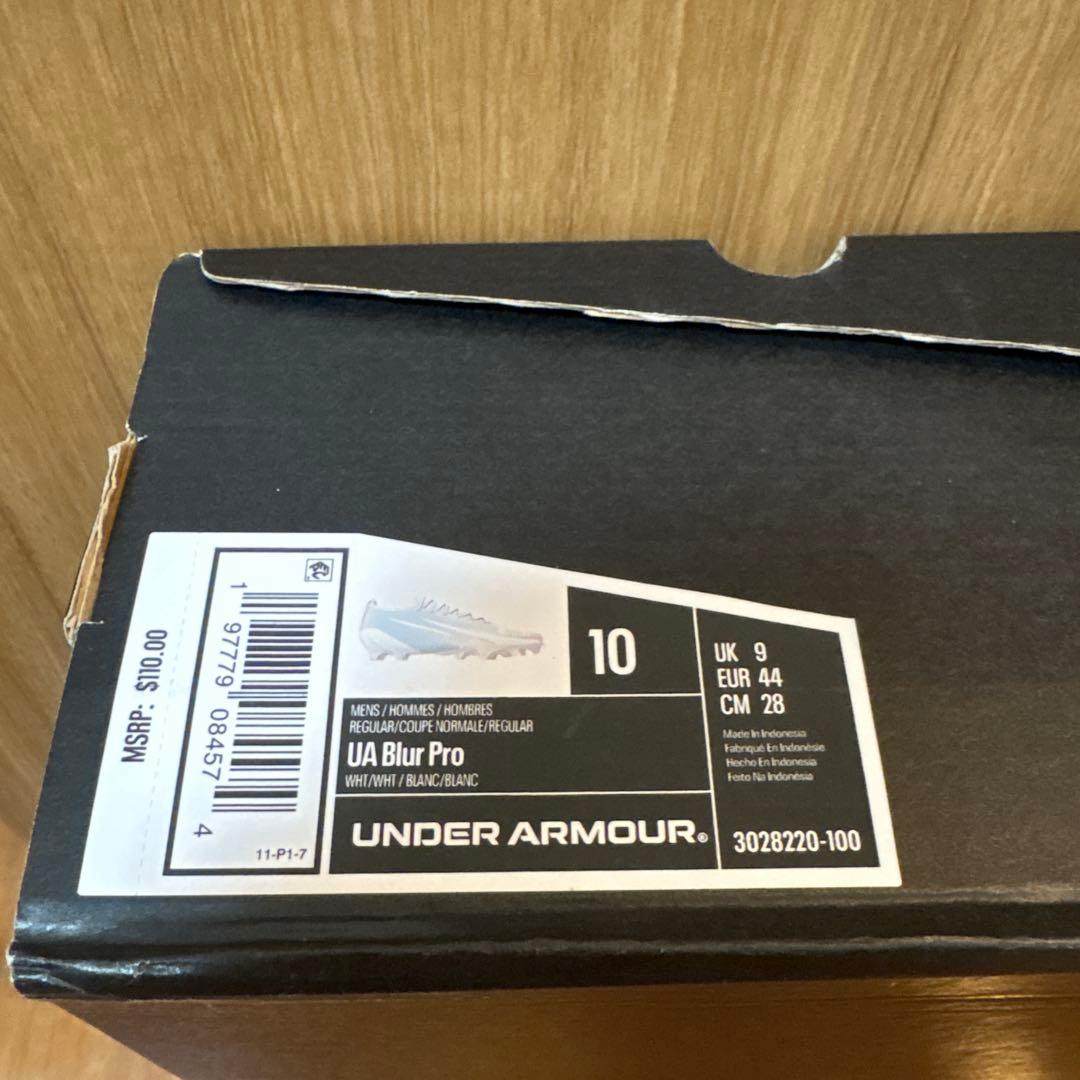 MSRP: $110.00
1 97779 08457 4
11-P1-7
10
UK 9
EUR 44
CM 28
Made In Indonesia
Fabriqué En Indonésie
Hecho En Indonesia
Feito Na Indonésia
MENS / HOMMES / HOMBRES
REGULAR/COUPE NORMALE/REGULAR
UA Blur Pro
WHT/WHT / BLANC/BLANC
UNDER ARMOUR®
3028220-100